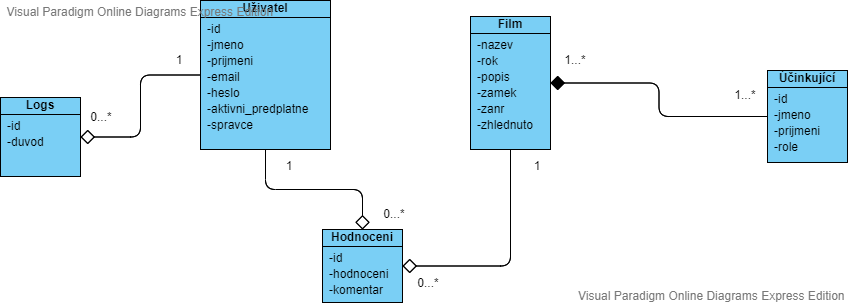 Visual Paradigm Online Diagrams Express Edition
Uživatel
-id
-jmeno
-prijmeni
-email
-heslo
-aktivni_predplatne
-spravce
1
0...*
Logs
-id
-duvod
1
0...*
Hodnoceni
-id
-hodnoceni
-komentar
0...*
1
Film
-nazev
-rok
-popis
-zamek
-zanr
-zhlednuto
1...*
1...*
Účinkující
-id
-jmeno
-prijmeni
-role
Visual Paradigm Online Diagrams Express Edition